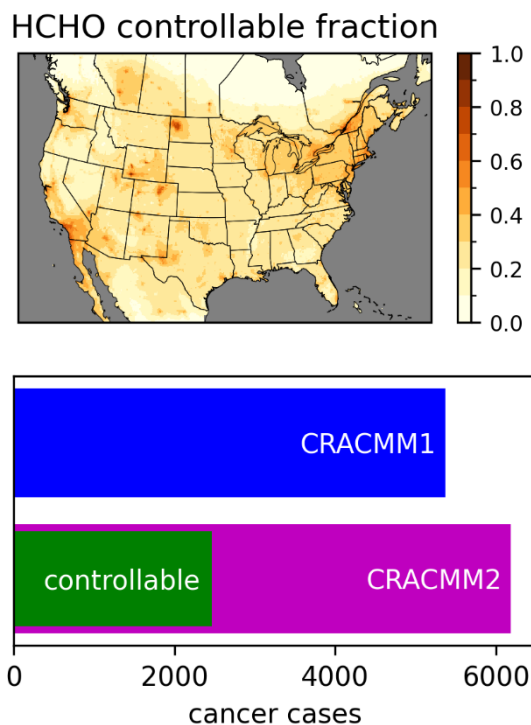 HCHO controllable fraction
1.0
0.8
0.6
0.4
0.2
0.0
CRACMM1
controllable CRACMM2
0 2000 4000 6000
cancer cases